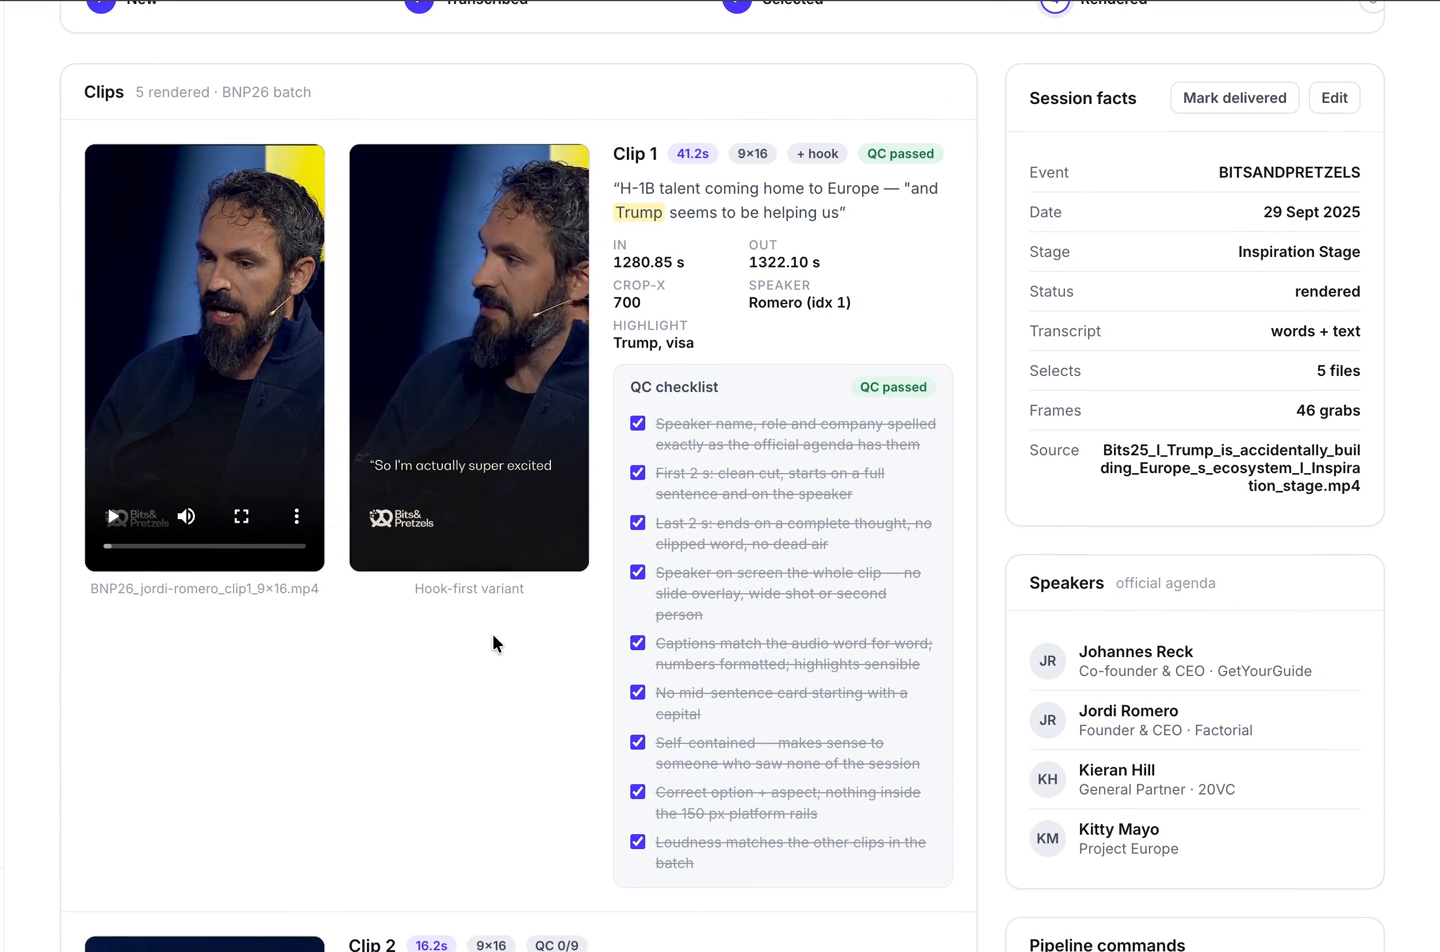 New
Transcribed
Selected
Rendered
Clips 5 rendered · BNP26 batch
“So I'm actually super excited
Bits&
Pretzels
Bits&
Pretzels
BNP26_jordi-romero_clip1_9×16.mp4
Hook-first variant
Clip 1 41.2s 9×16 + hook QC passed
“H-1B talent coming home to Europe — "and
Trump seems to be helping us”
IN OUT
1280.85 s 1322.10 s
CROP-X SPEAKER
700 Romero (idx 1)
HIGHLIGHT
Trump, visa
QC checklist QC passed
Speaker name, role and company spelled
exactly as the official agenda has them
First 2 s: clean cut, starts on a full
sentence and on the speaker
Last 2 s: ends on a complete thought, no
clipped word, no dead air
Speaker on screen the whole clip — no
slide overlay, wide shot or second
person
Captions match the audio word for word;
numbers formatted; highlights sensible
No mid-sentence card starting with a
capital
Self-contained — makes sense to
someone who saw none of the session
Correct option + aspect; nothing inside
the 150 px platform rails
Loudness matches the other clips in the
batch
Clip 2 16.2s 9×16 QC 0/9
Session facts Mark delivered Edit
Event BITSANDPRETZELS
Date 29 Sept 2025
Stage Inspiration Stage
Status rendered
Transcript words + text
Selects 5 files
Frames 46 grabs
Source Bits25_I_Trump_is_accidentally_buil
ding_Europe_s_ecosystem_I_Inspira
tion_stage.mp4
Speakers official agenda
JR Johannes Reck
Co-founder & CEO · GetYourGuide
JR Jordi Romero
Founder & CEO · Factorial
KH Kieran Hill
General Partner · 20VC
KM Kitty Mayo
Project Europe
Pipeline commands